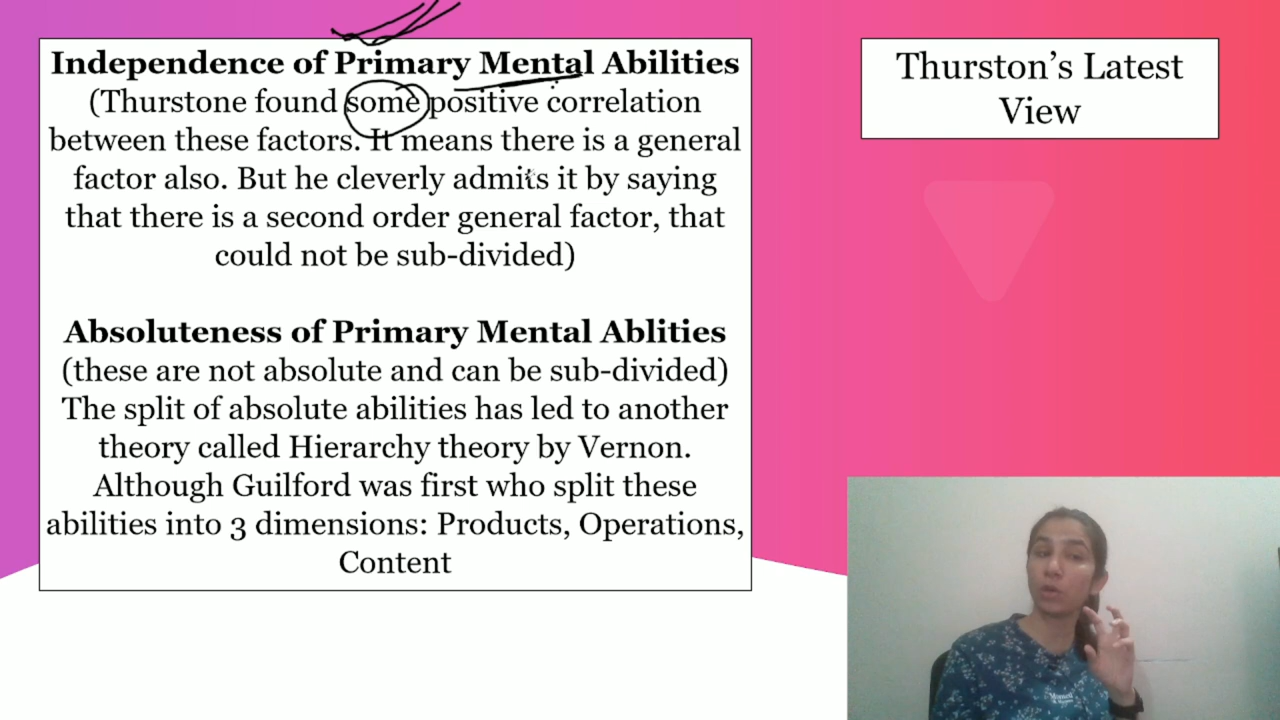 Independence of Primary Mental Abilities
(Thurstone found some positive correlation
between these factors. It means there is a general
factor also. But he cleverly admits it by saying
that there is a second order general factor, that
could not be sub-divided)
Absoluteness of Primary Mental Ablities
(these are not absolute and can be sub-divided)
The split of absolute abilities has led to another
theory called Hierarchy theory by Vernon.
Although Guilford was first who split these
abilities into 3 dimensions: Products, Operations,
Content
Thurston’s Latest
View